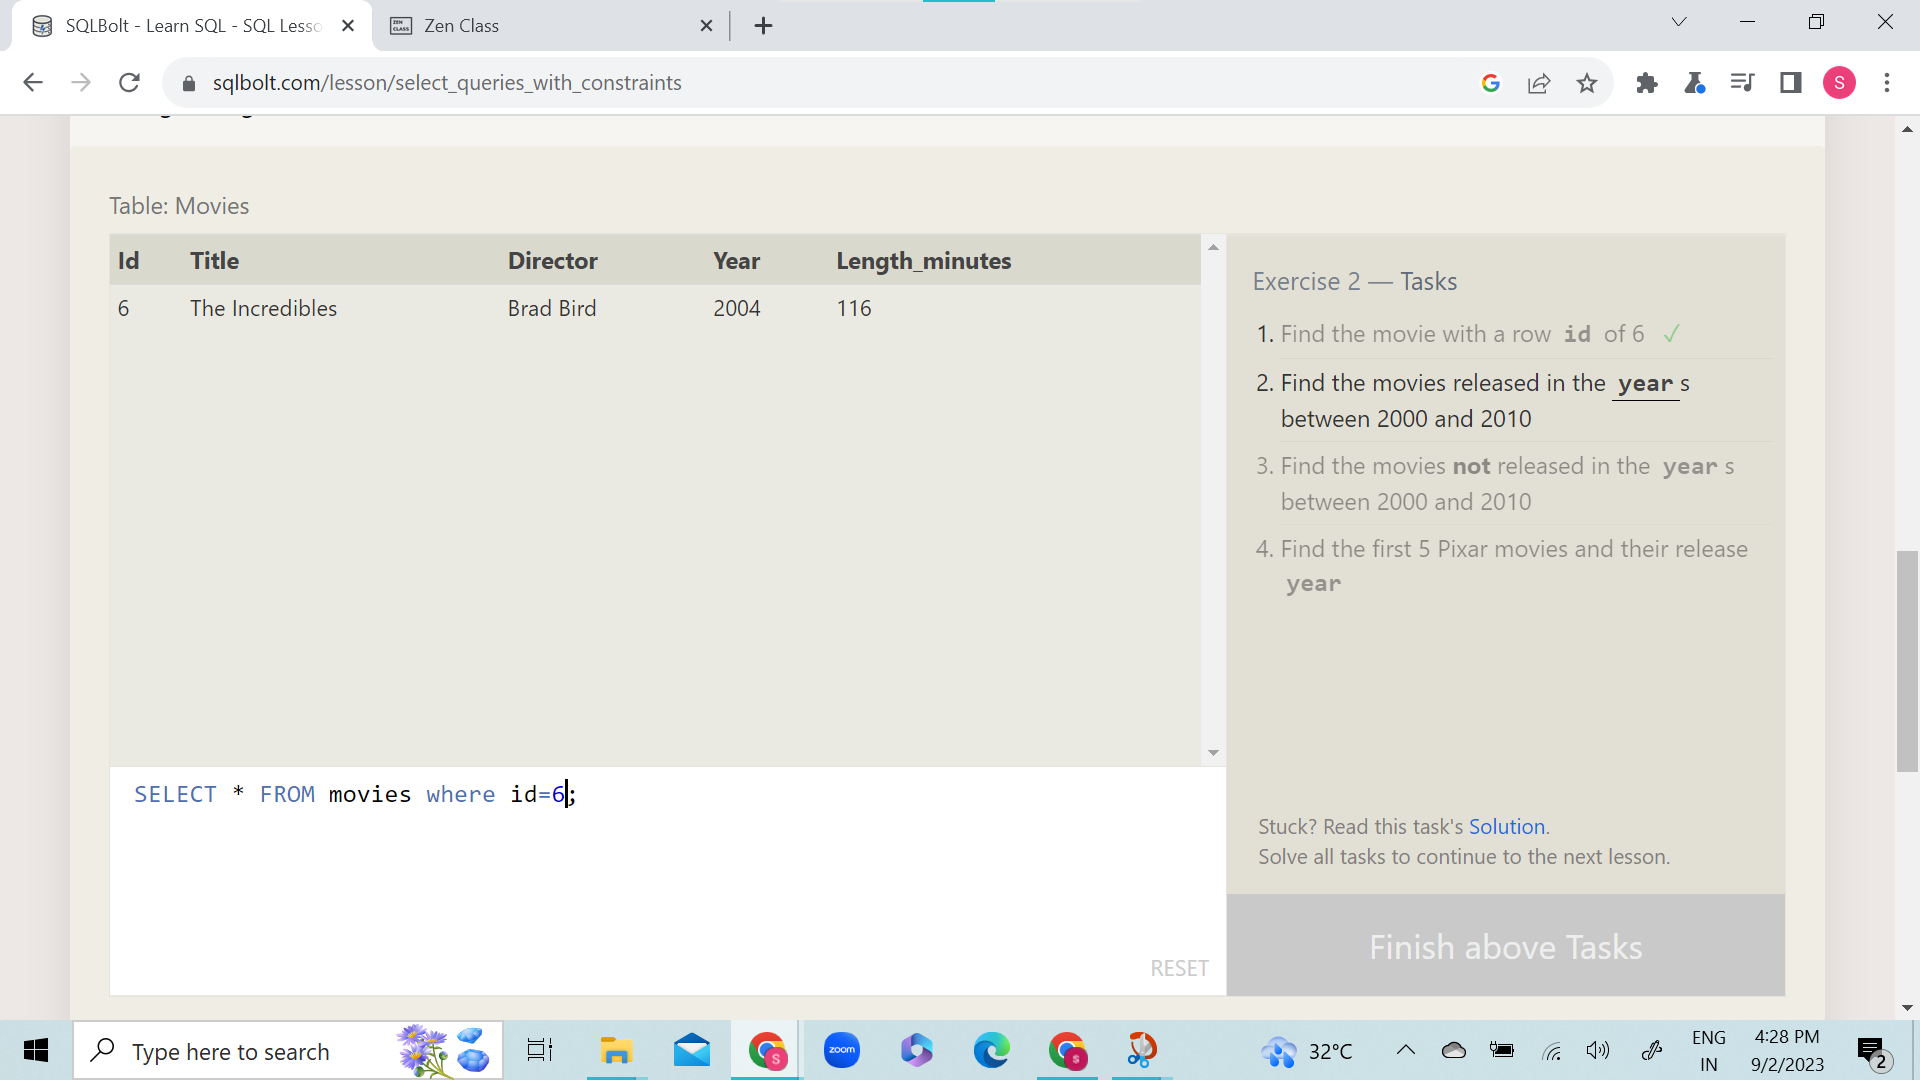 SQLBolt - Learn SQL - SQL Lesso
ZEN CLASS
Zen Class
sqlbolt.com/lesson/select_queries_with_constraints
G
S
Table: Movies
Id Title Director Year Length_minutes
6 The Incredibles Brad Bird 2004 116
Exercise 2 — Tasks
1. Find the movie with a row id of 6 ✓
2. Find the movies released in the year s
between 2000 and 2010
3. Find the movies not released in the year s
between 2000 and 2010
4. Find the first 5 Pixar movies and their release
year
SELECT * FROM movies where id=6;
RESET
Stuck? Read this task's Solution.
Solve all tasks to continue to the next lesson.
Finish above Tasks
Type here to search
S
zoom
S
32°C
ENG
IN
4:28 PM
9/2/2023
2